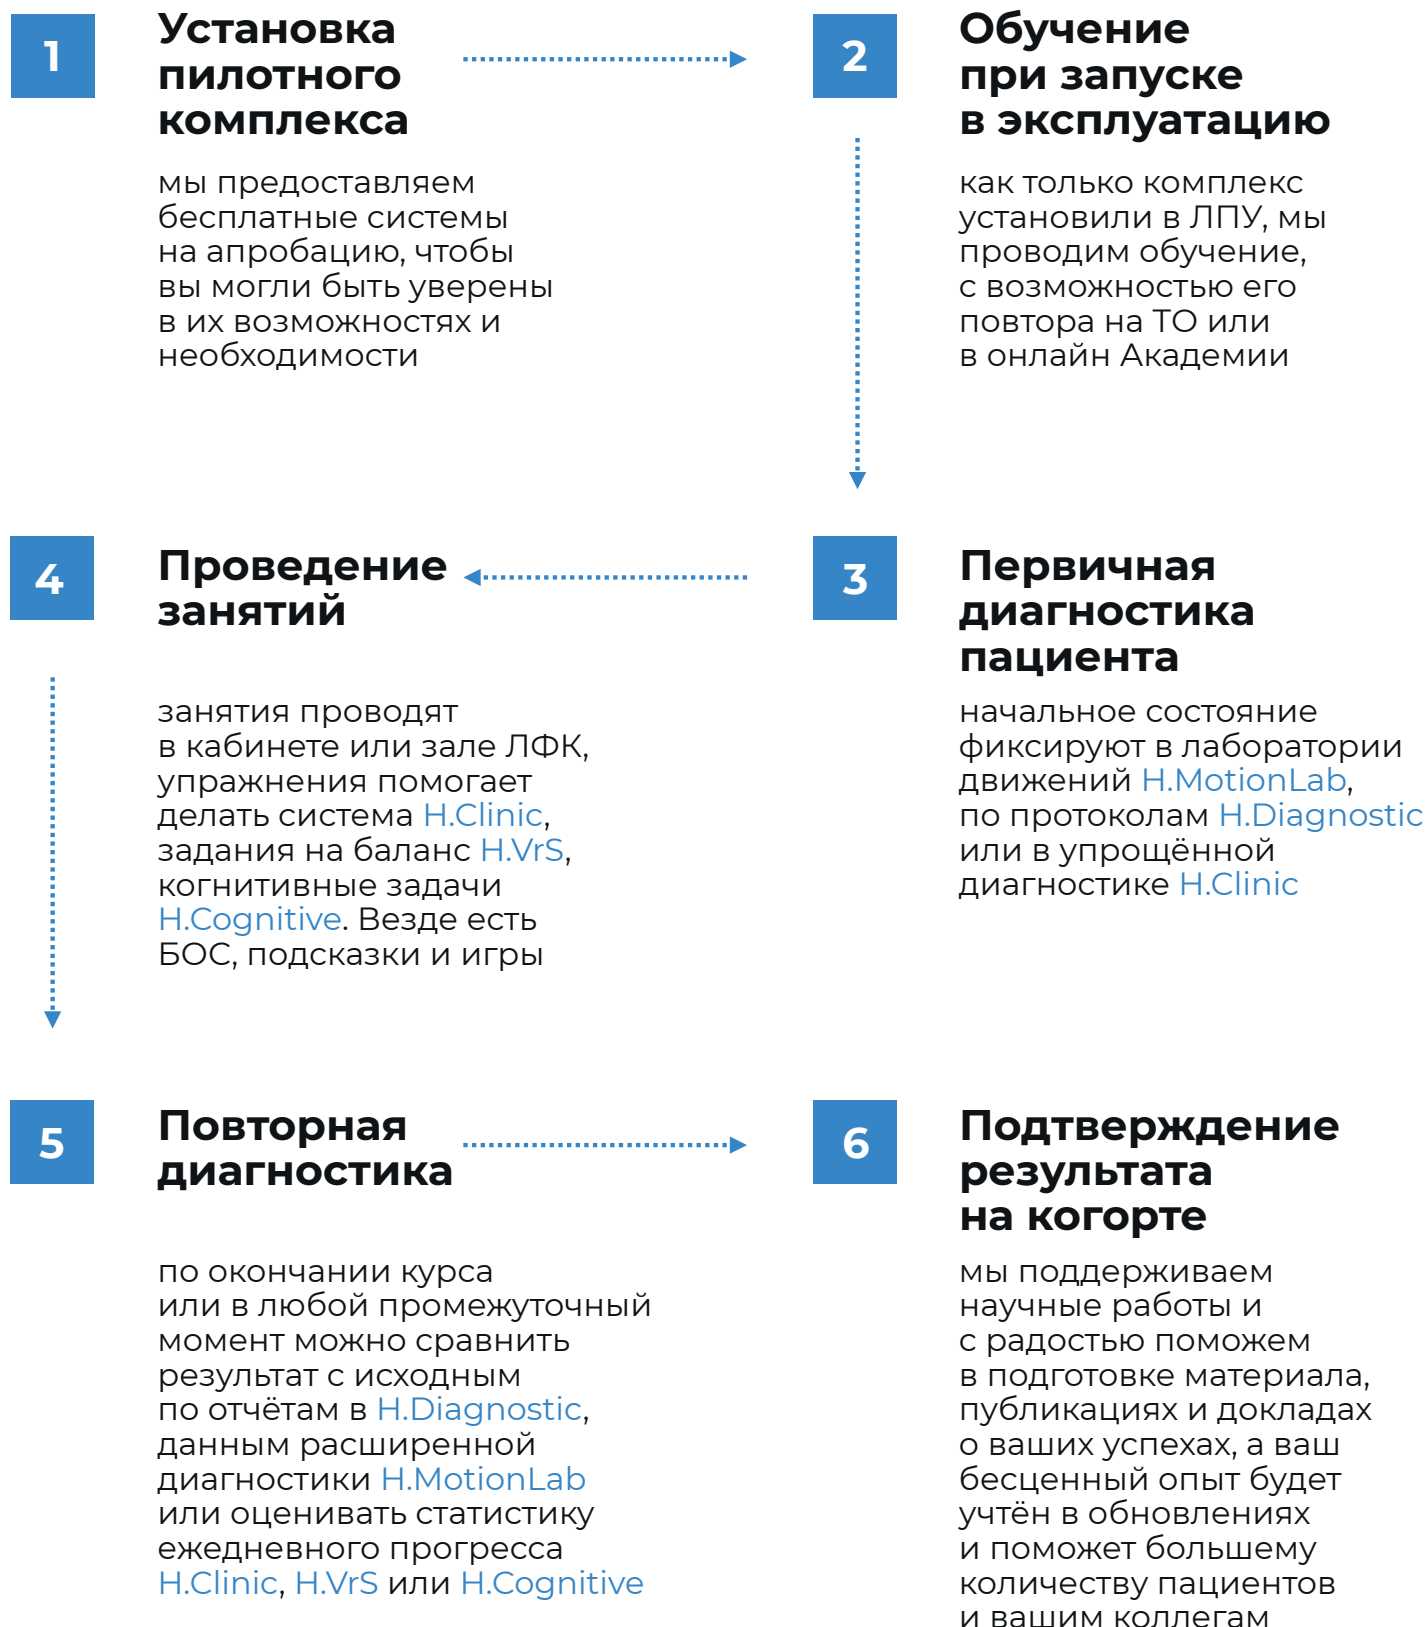 1
Установка
пилотного
комплекса
мы предоставляем
бесплатные системы
на апробацию, чтобы
вы могли быть уверены
в их возможностях и
необходимости
2
Обучение
при запуске
в эксплуатацию
как только комплекс
установили в ЛПУ, мы
проводим обучение,
с возможностью его
повтора на ТО или
в онлайн Академии
3
Первичная
диагностика
пациента
начальное состояние
фиксируют в лаборатории
движений H.MotionLab,
по протоколам H.Diagnostic
или в упрощённой
диагностике H.Clinic
4
Проведение
занятий
занятия проводят
в кабинете или зале ЛФК,
упражнения помогает
делать система H.Clinic,
задания на баланс H.VrS,
когнитивные задачи
H.Cognitive. Везде есть
БОС, подсказки и игры
5
Повторная
диагностика
по окончании курса
или в любой промежуточный
момент можно сравнить
результат с исходным
по отчётам в H.Diagnostic,
данным расширенной
диагностики H.MotionLab
или оценивать статистику
ежедневного прогресса
H.Clinic, H.VrS или H.Cognitive
6
Подтверждение
результата
на когорте
мы поддерживаем
научные работы и
с радостью поможем
в подготовке материала,
публикациях и докладах
о ваших успехах, а ваш
бесценный опыт будет
учтён в обновлениях
и поможет большему
количеству пациентов
и вашим коллегам